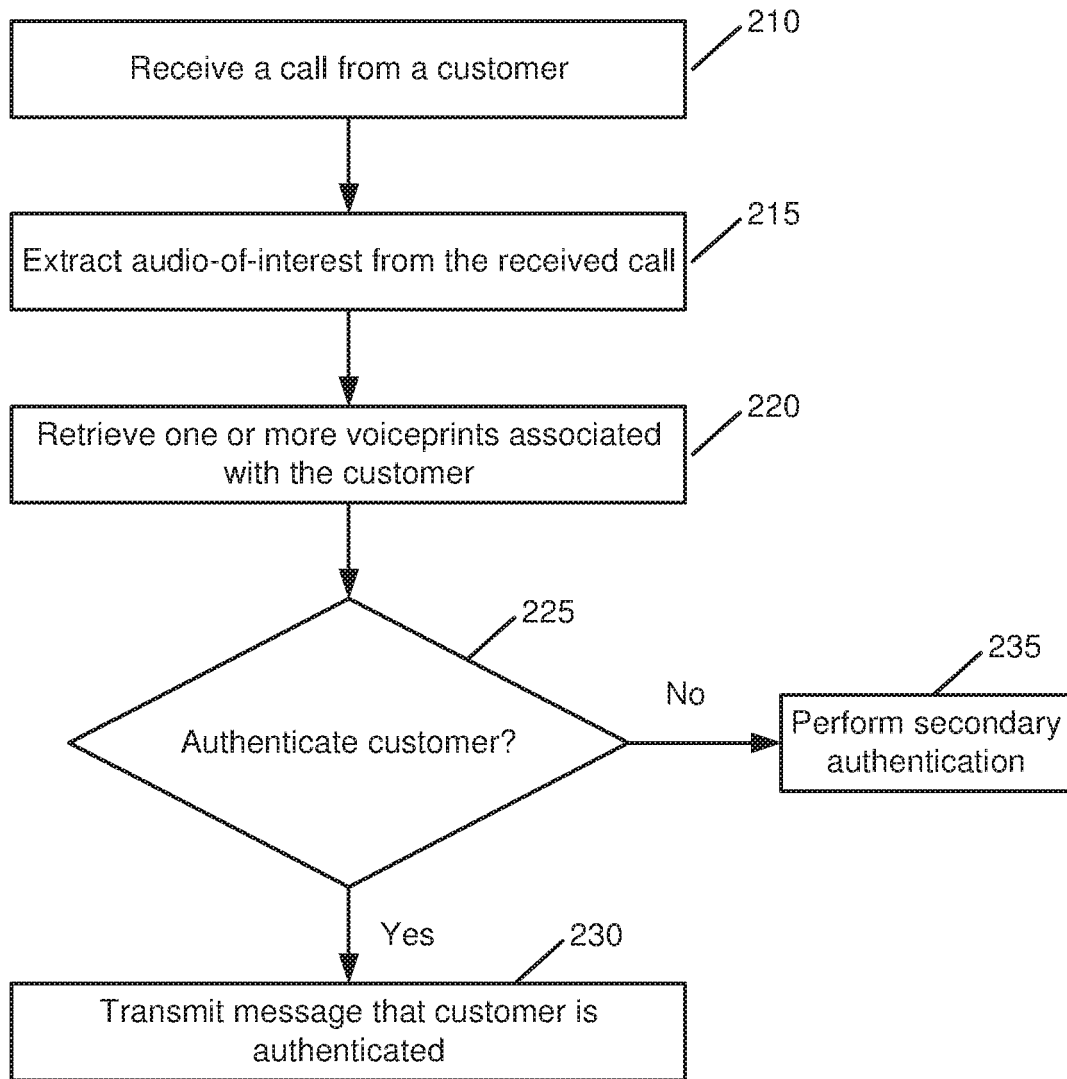 210
Receive a call from a customer
215
Extract audio-of-interest from the received call
220
Retrieve one or more voiceprints associated
with the customer
225
Authenticate customer?
No
235
Perform secondary
authentication
Yes
230
Transmit message that customer is
authenticated